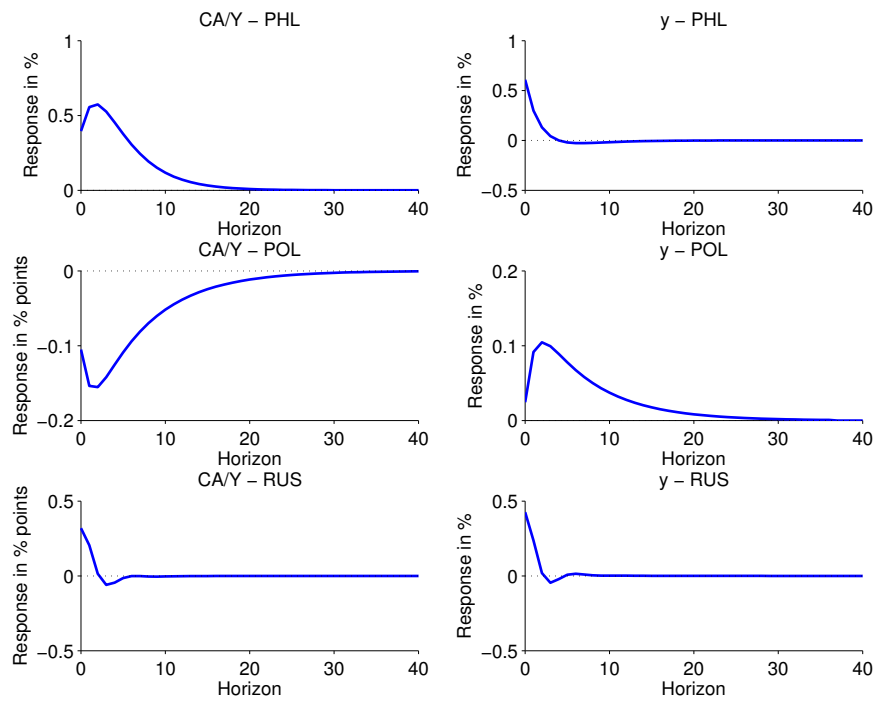 CA/Y − PHL
y − PHL
Response in %
1
0.5
0
0 10 20 30 40
Horizon
Response in %
1
0.5
0
−0.5
0 10 20 30 40
Horizon
CA/Y − POL
y − POL
Response in % points
0
−0.1
−0.2
0 10 20 30 40
Horizon
Response in %
0.2
0.1
0
0 10 20 30 40
Horizon
CA/Y − RUS
y − RUS
Response in % points
0.5
0
−0.5
0 10 20 30 40
Horizon
Response in %
0.5
0
−0.5
0 10 20 30 40
Horizon